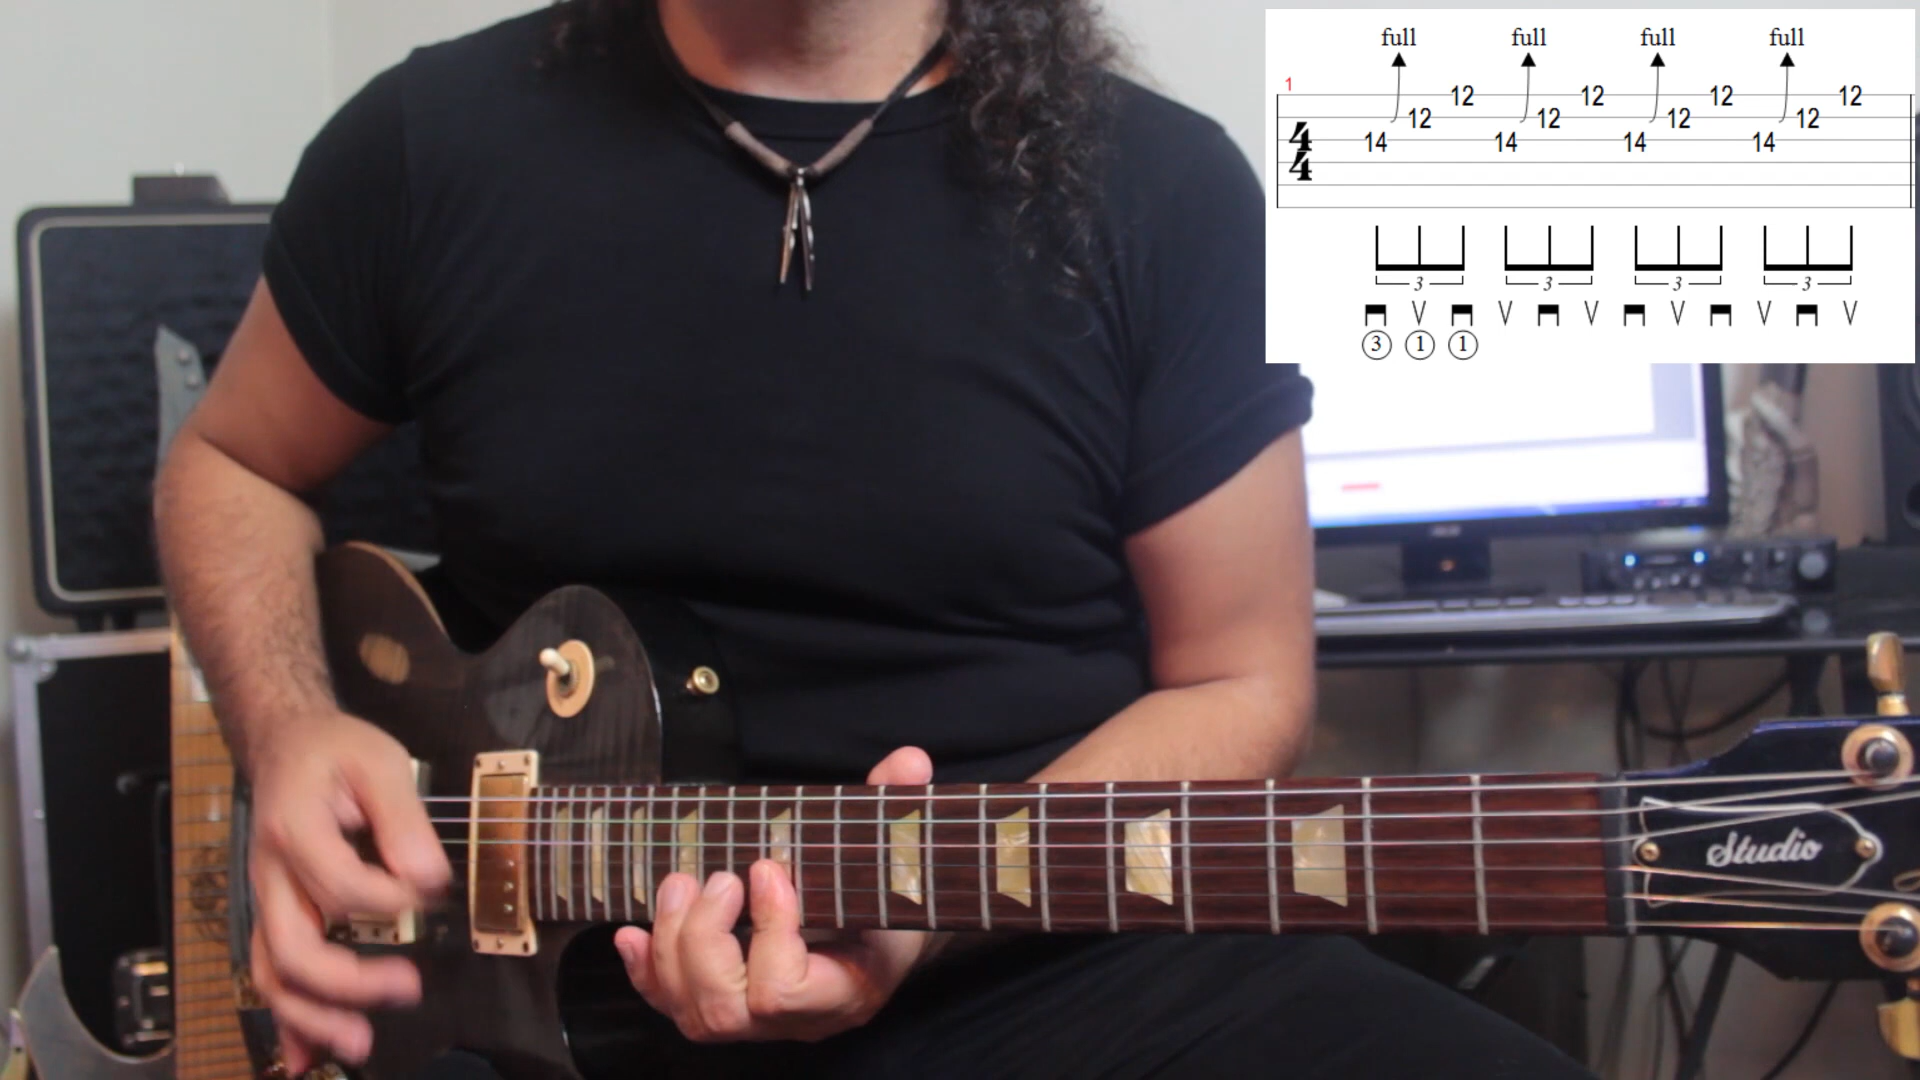 full full full full
1
12 12 12 12
12 12 12 12
14 14 14 14
4
4
3 3 3 3
3 1 1
Studio